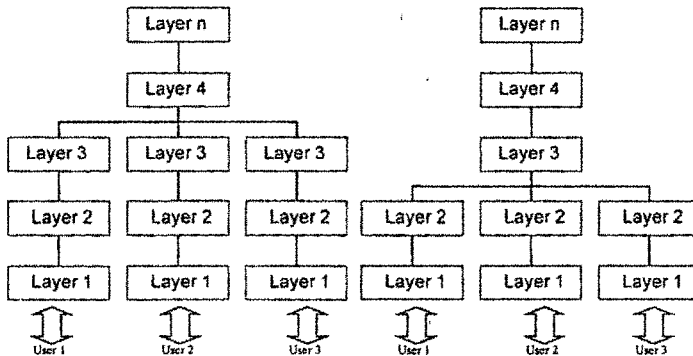 Layer n Layer n
Layer 4 Layer 4
Layer 3 Layer 3 Layer 3 Layer 3
Layer 2 Layer 2 Layer 2 Layer 2 Layer 2 Layer 2
Layer 1 Layer 1 Layer 1 Layer 1 Layer 1 Layer 1
User 1 User 2 User 3 User 1 User 2 User 3